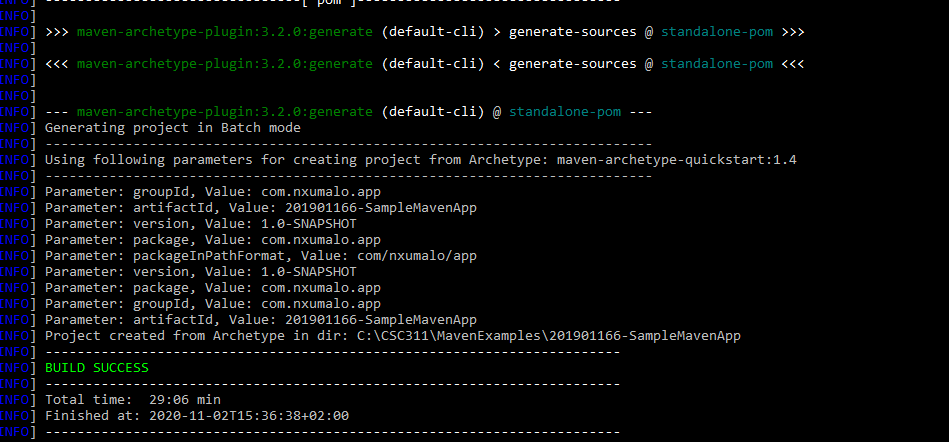 INFO] --------------------------------[ pom ]---------------------------------
INFO]
INFO] >>> maven-archetype-plugin:3.2.0:generate (default-cli) > generate-sources @ standalone-pom >>>
INFO]
INFO] <<< maven-archetype-plugin:3.2.0:generate (default-cli) < generate-sources @ standalone-pom <<<
INFO]
INFO]
INFO] --- maven-archetype-plugin:3.2.0:generate (default-cli) @ standalone-pom ---
INFO] Generating project in Batch mode
INFO] ----------------------------------------------------------------------------
INFO] Using following parameters for creating project from Archetype: maven-archetype-quickstart:1.4
INFO] ----------------------------------------------------------------------------
INFO] Parameter: groupId, Value: com.nxumalo.app
INFO] Parameter: artifactId, Value: 201901166-SampleMavenApp
INFO] Parameter: version, Value: 1.0-SNAPSHOT
INFO] Parameter: package, Value: com.nxumalo.app
INFO] Parameter: packageInPathFormat, Value: com/nxumalo/app
INFO] Parameter: version, Value: 1.0-SNAPSHOT
INFO] Parameter: package, Value: com.nxumalo.app
INFO] Parameter: groupId, Value: com.nxumalo.app
INFO] Parameter: artifactId, Value: 201901166-SampleMavenApp
INFO] Project created from Archetype in dir: C:\CSC311\MavenExamples\201901166-SampleMavenApp
INFO] ------------------------------------------------------------------------
INFO] BUILD SUCCESS
INFO] ------------------------------------------------------------------------
INFO] Total time:  29:06 min
INFO] Finished at: 2020-11-02T15:36:38+02:00
INFO] ------------------------------------------------------------------------